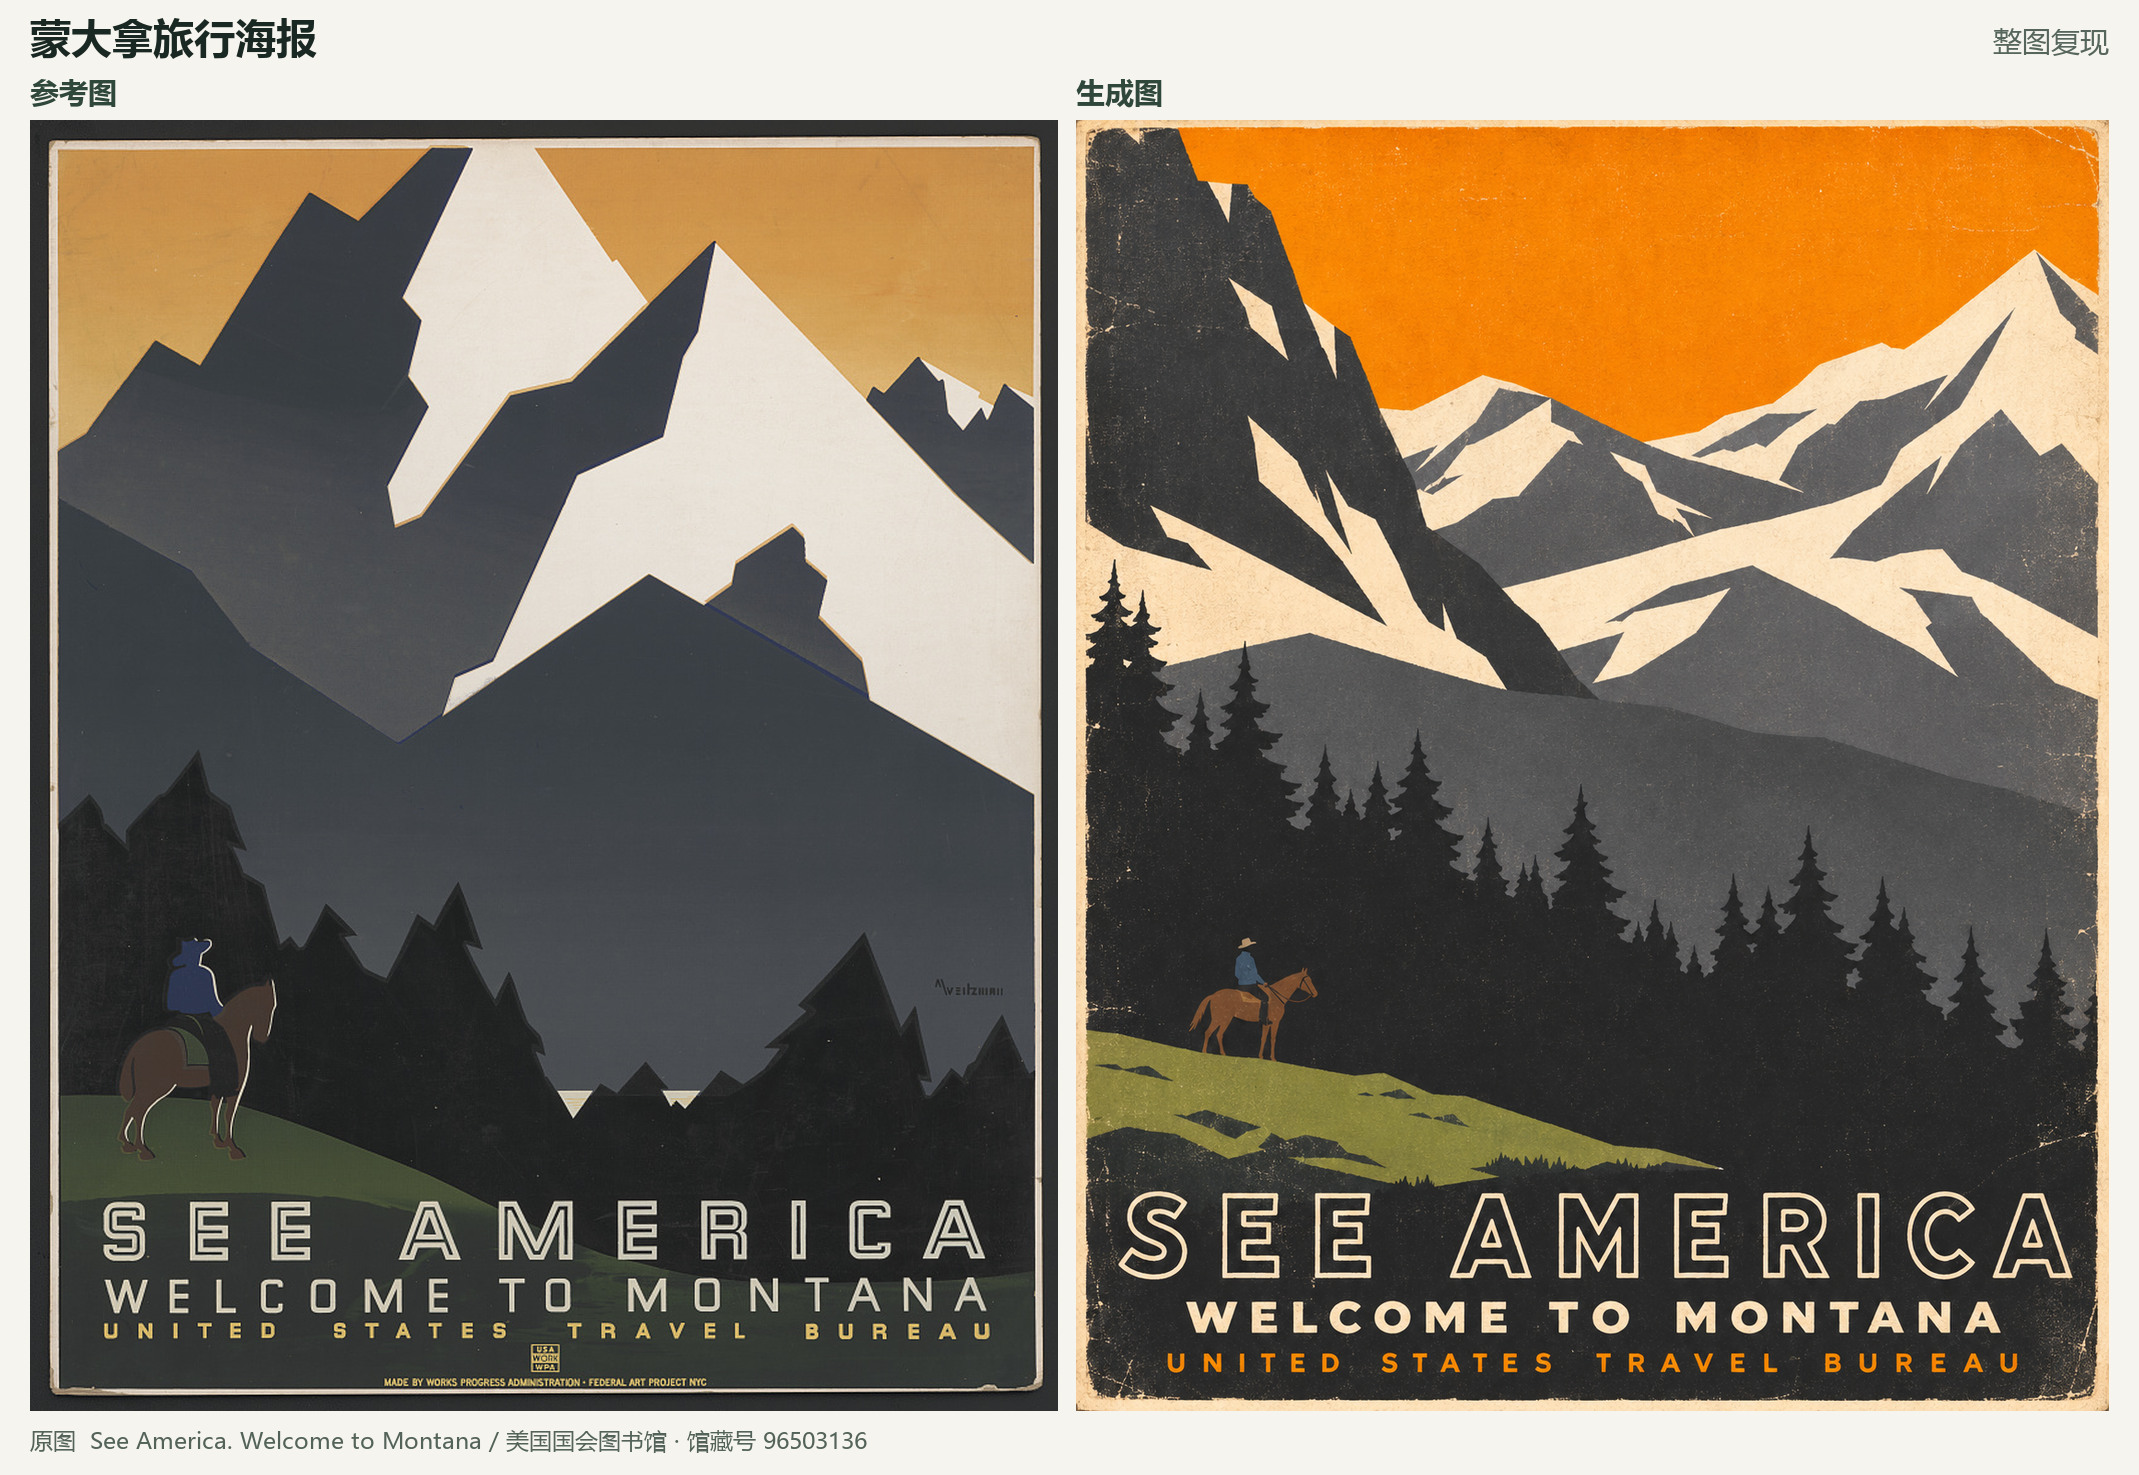 蒙大拿旅行海报
整图复现
参考图
生成图
Weitzman
SEE AMERICA
WELCOME TO MONTANA
UNITED STATES TRAVEL BUREAU
USA
WORK
WPA
MADE BY WORKS PROGRESS ADMINISTRATION · FEDERAL ART PROJECT NYC
SEE AMERICA
WELCOME TO MONTANA
UNITED STATES TRAVEL BUREAU
原图 See America. Welcome to Montana / 美国国会图书馆 · 馆藏号 96503136